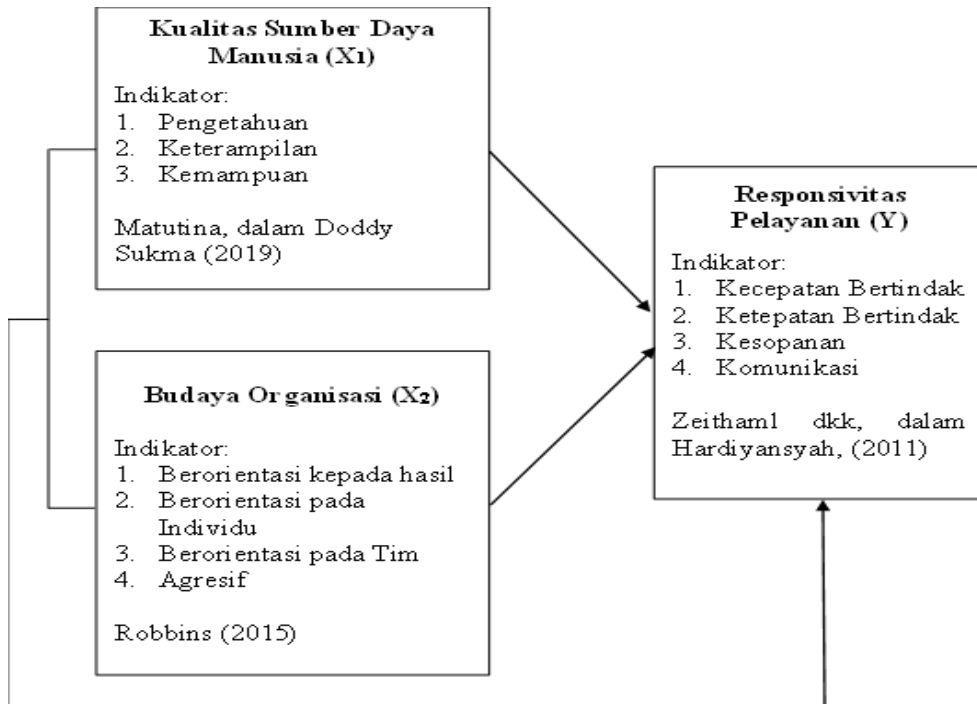 Kualitas Sumber Daya
Manusia (X1)
Indikator:
1. Pengetahuan
2. Keterampilan
3. Kemampuan
Matutina, dalam Doddy
Sukma (2019)
Budaya Organisasi (X2)
Indikator:
1. Berorientasi kepada hasil
2. Berorientasi pada
Individu
3. Berorientasi pada Tim
4. Agresif
Robbins (2015)
Responsivitas
Pelayanan (Y)
Indikator:
1. Kecepatan Bertindak
2. Ketepatan Bertindak
3. Kesopanan
4. Komunikasi
Zeithaml dkk, dalam
Hardiyansyah, (2011)